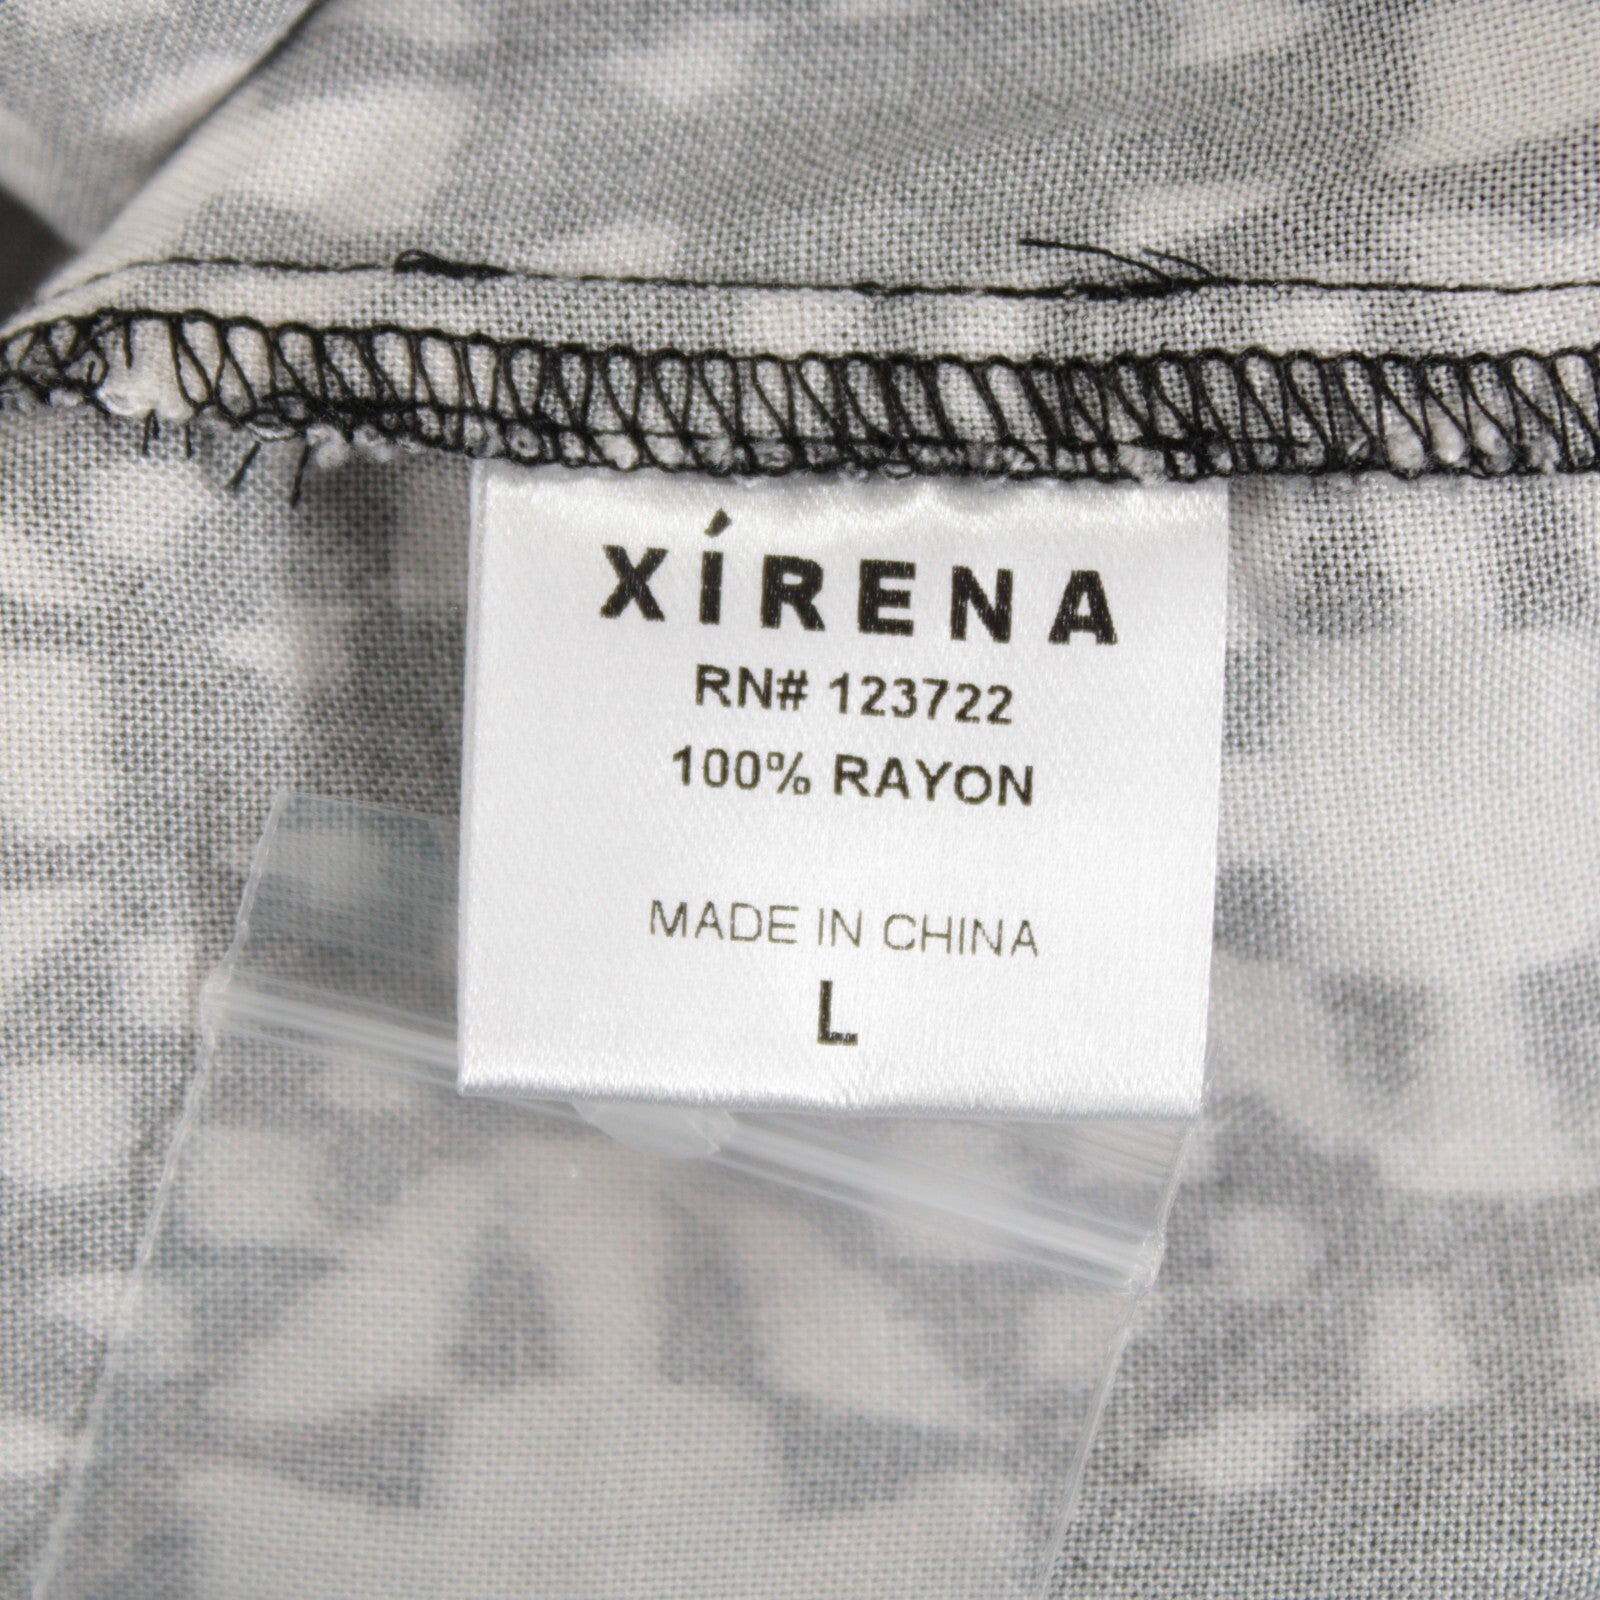 XÍRENA
RN# 123722
100% RAYON
MADE IN CHINA
L